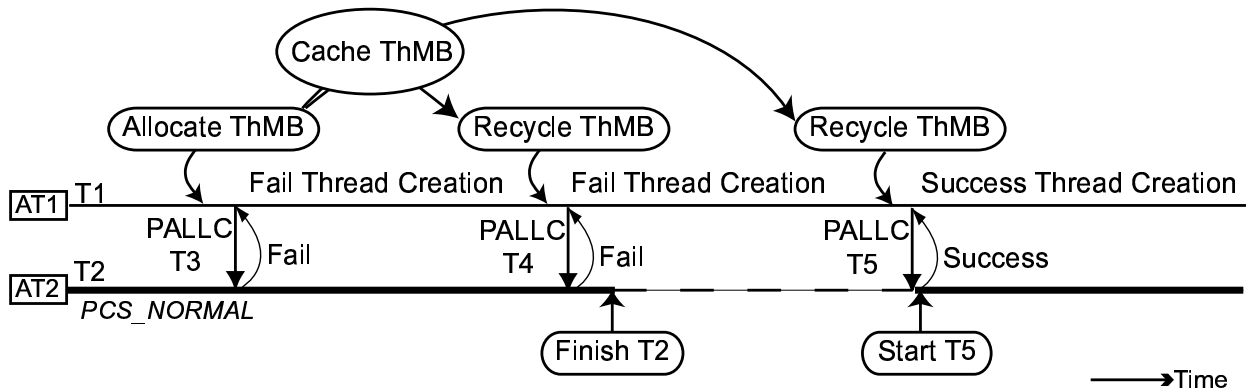 Cache ThMB
Allocate ThMB
Recycle ThMB
Recycle ThMB
Fail Thread Creation
Fail Thread Creation
Success Thread Creation
AT1
T1
PALLC
T3
Fail
PALLC
T4
Fail
PALLC
T5
Success
AT2
T2
PCS_NORMAL
Finish T2
Start T5
Time